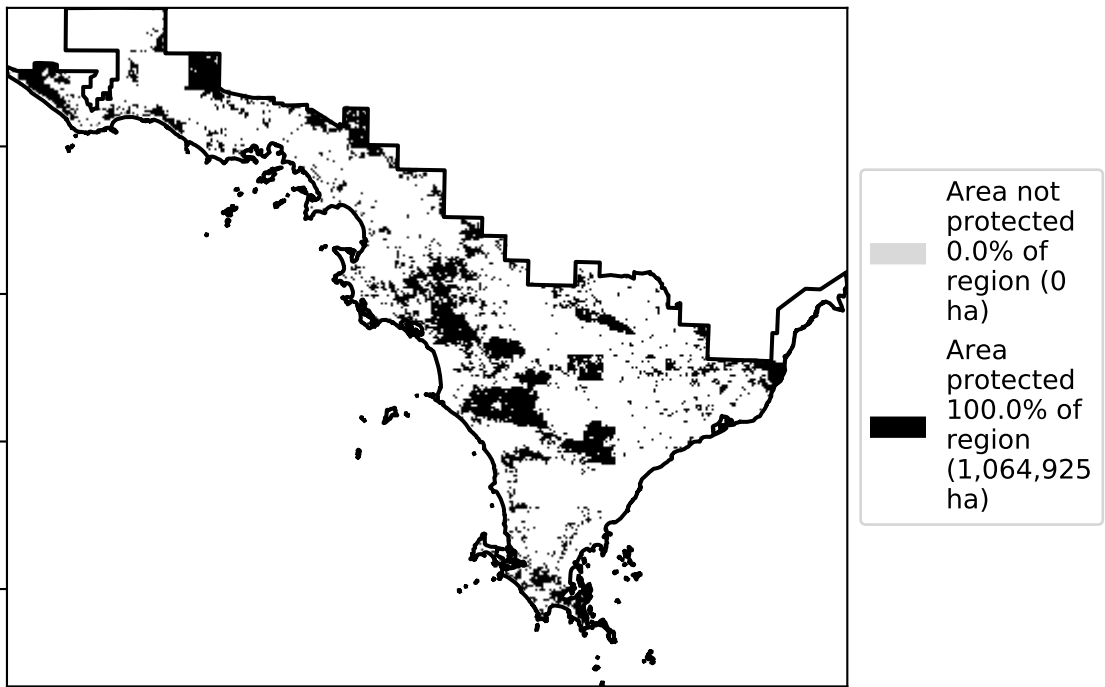 Area not
protected
0.0% of
region (0
ha)
Area
protected
100.0% of
region
(1,064,925
ha)